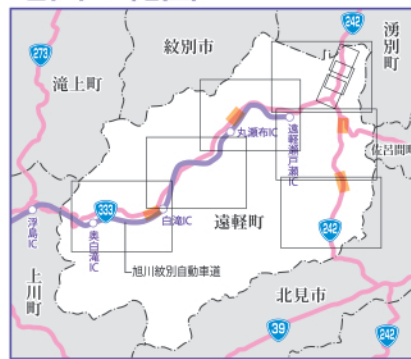 242
湧別町
紋別市
273
滝上町
丸瀬布IC
遠軽瀬戸瀬IC
佐呂間町
333
白滝IC
遠軽町
浮島IC
奥白滝IC
242
旭川紋別自動車道
上川町
北見市
39
242